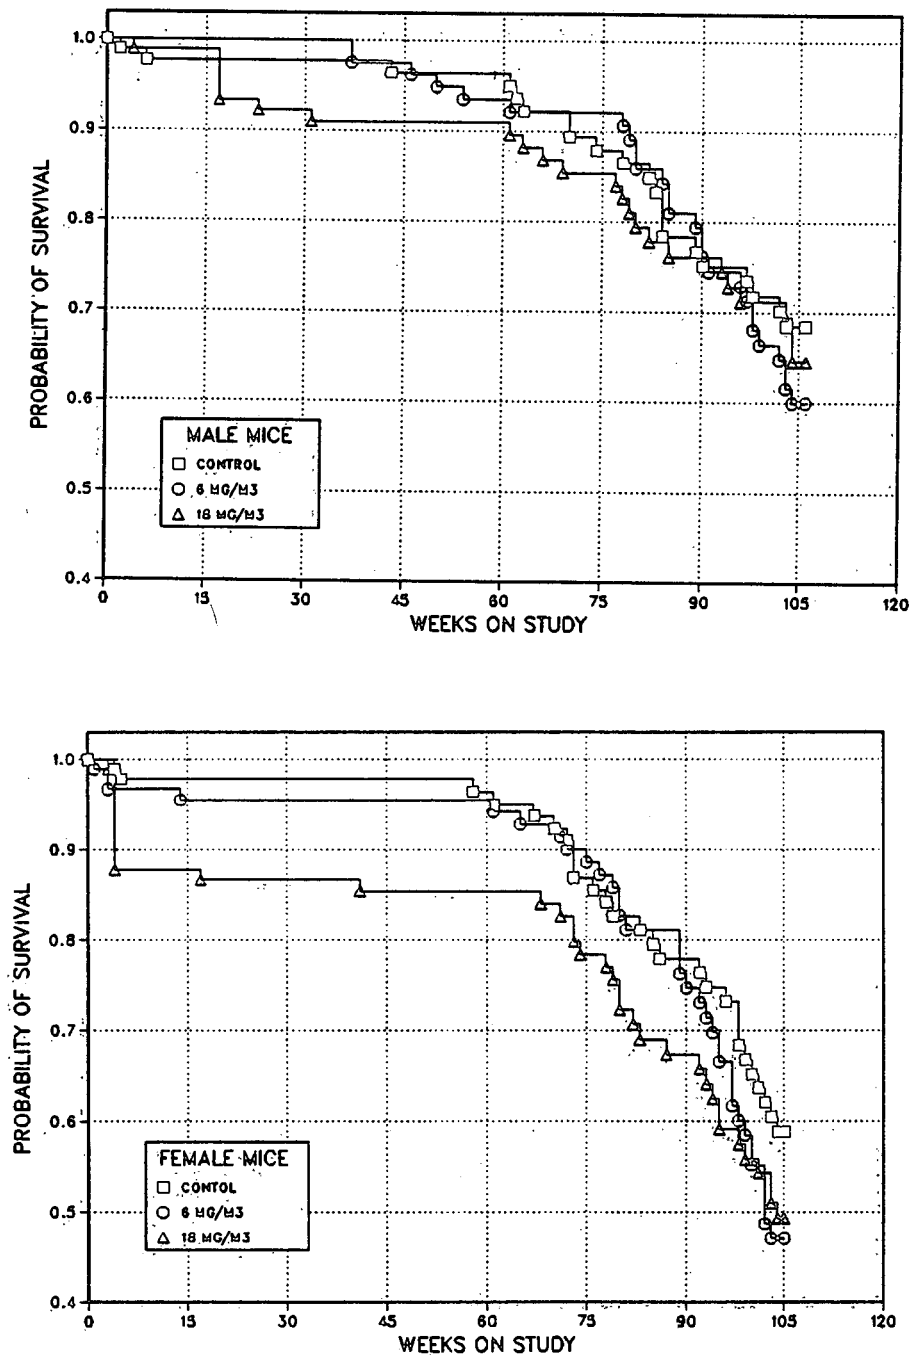 1.0
0.9
0.8
0.7
0.6
0.5
0.4
PROBABILITY OF SURVIVAL
MALE MICE
CONTROL
6 MG/M3
18 MG/M3
0 15 30 45 60 75 90 105 120
WEEKS ON STUDY
1.0
0.9
0.8
0.7
0.6
0.5
0.4
PROBABILITY OF SURVIVAL
FEMALE MICE
CONTOL
6 MG/M3
18 MG/M3
0 15 30 45 60 75 90 105 120
WEEKS ON STUDY